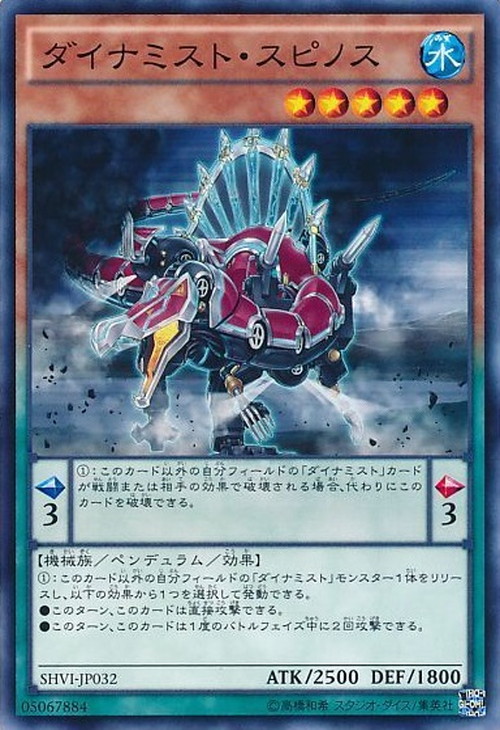 ダイナミスト・スピノス
水
①：このカード以外の自分フィールドの「ダイナミスト」カード
が戦闘または相手の効果で破壊される場合、代わりにこの
カードを破壊できる。
3
3
【機械族／ペンデュラム／効果】
①：このカード以外の自分フィールドの「ダイナミスト」モンスター1体をリリー
スし、以下の効果から1つを選択して発動できる。
●このターン、このカードは直接攻撃できる。
●このターン、このカードは1度のバトルフェイズ中に2回攻撃できる。
SHVI-JP032
ATK/2500 DEF/1800
05067884
©高橋和希 スタジオ・ダイス/集英社